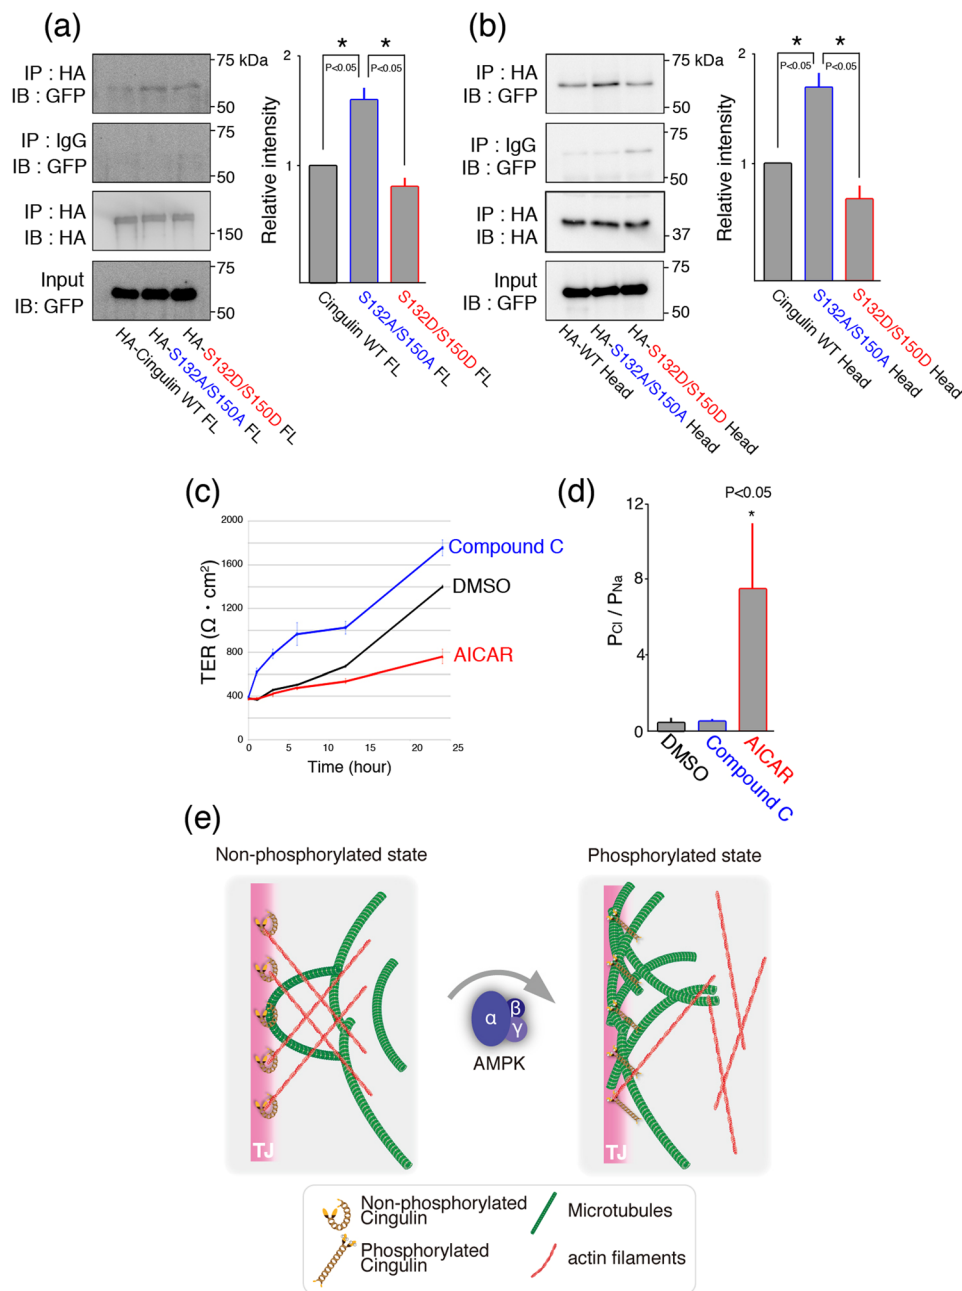 (a)
IP : HA
IB : GFP
75 kDa
50
IP : IgG
IB : GFP
75
50
IP : HA
IB : HA
150
Input
IB: GFP
75
50
HA-Cingulin WT FL
HA-S132A/S150A FL
HA-S132D/S150D FL
Relative intensity
2
1
*
*
P<0.05
P<0.05
Cingulin WT FL
S132A/S150A FL
S132D/S150D FL
(b)
IP : HA
IB : GFP
75 kDa
50
IP : IgG
IB : GFP
75
50
IP : HA
IB : HA
37
Input
IB: GFP
75
50
HA-WT Head
HA-S132A/S150A Head
HA-S132D/S150D Head
Relative intensity
2
1
*
*
P<0.05
P<0.05
Cingulin WT Head
S132A/S150A Head
S132D/S150D Head
(c)
TER (Ω・cm²)
2000
1600
1200
800
400
0
0
5
10
15
20
25
Time (hour)
Compound C
DMSO
AICAR
(d)
PCl / PNa
12
8
4
0
P<0.05
*
DMSO
Compound C
AICAR
(e)
Non-phosphorylated state
Phosphorylated state
TJ
α
β
γ
AMPK
TJ
Non-phosphorylated
Cingulin
Phosphorylated
Cingulin
Microtubules
actin filaments